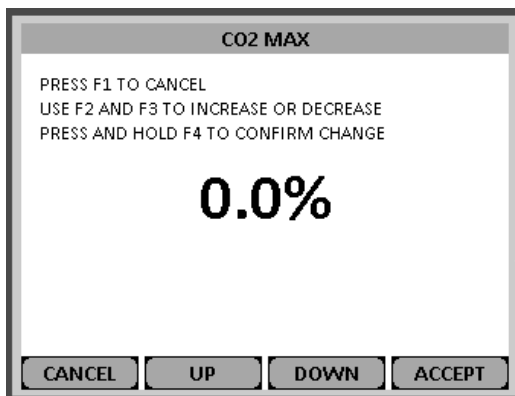 CO2 MAX
PRESS F1 TO CANCEL
USE F2 AND F3 TO INCREASE OR DECREASE
PRESS AND HOLD F4 TO CONFIRM CHANGE
0.0%
CANCEL UP DOWN ACCEPT